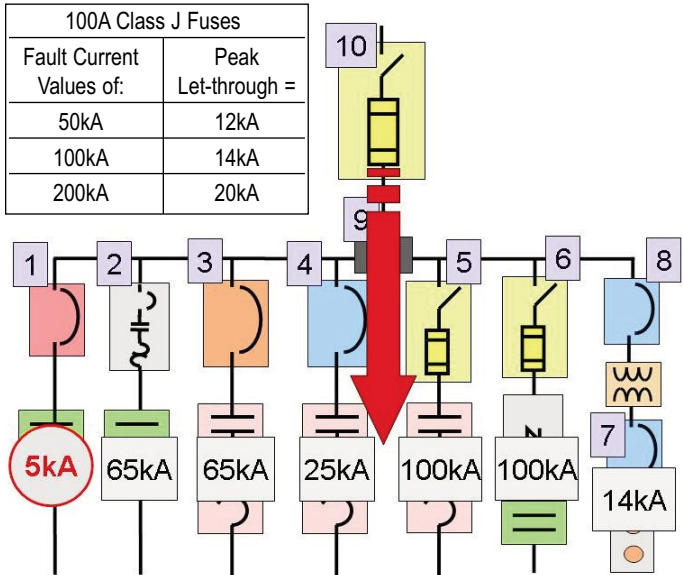 100A Class J Fuses
Fault Current
Values of:
Peak
Let-through =
50kA
12kA
100kA
14kA
200kA
20kA
10
9
1
2
3
4
5
6
8
7
5kA
65kA
65kA
25kA
100kA
100kA
14kA